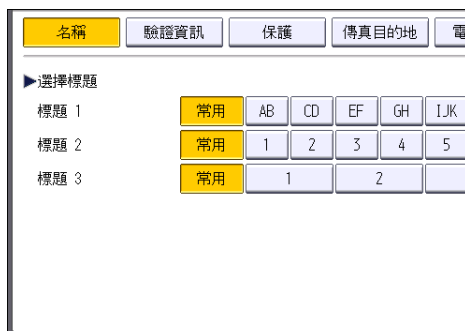 名稱 驗證資訊 保護 傳真目的地
▶選擇標題
標題 1 常用 AB CD EF GH IJK
標題 2 常用 1 2 3 4 5
標題 3 常用 1 2